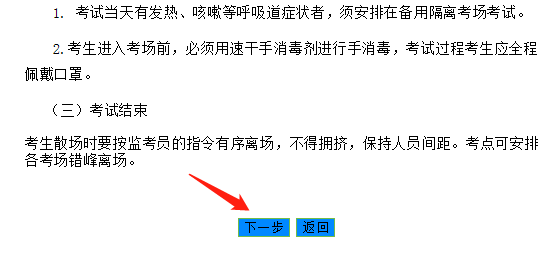 1. 考试当天有发热、咳嗽等呼吸道症状者，须安排在备用隔离考场考试。
2.考生进入考场前，必须用速干手消毒剂进行手消毒，考试过程考生应全程
佩戴口罩。
（三）考试结束
考生散场时要按监考员的指令有序离场，不得拥挤，保持人员间距。考点可安排
各考场错峰离场。
下一步 返回